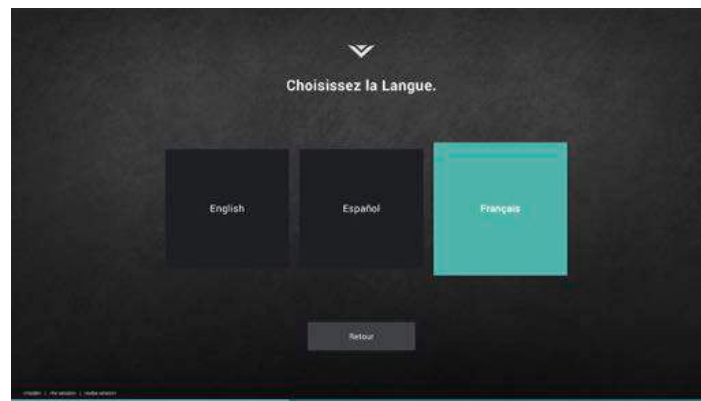 Choisissez la Langue.
English
Español
Français
Retour